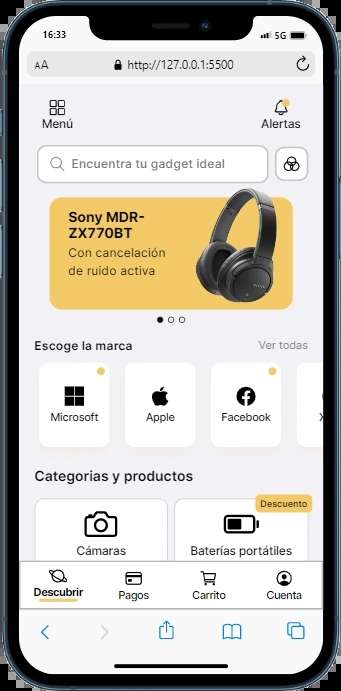 16:33
5G
AA
http://127.0.0.1:5500
Menú
Alertas
Encuentra tu gadget ideal
Sony MDR-
ZX770BT
Con cancelación
de ruido activa
Escoge la marca
Ver todas
Microsoft
Apple
Facebook
X
Categorias y productos
Descuento
Cámaras
Baterías portátiles
Descubrir
Pagos
Carrito
Cuenta